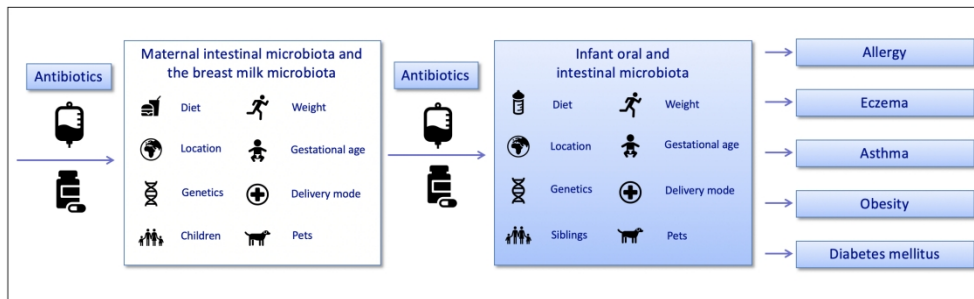 Antibiotics
Maternal intestinal microbiota and
the breast milk microbiota
Diet
Weight
Location
Gestational age
Genetics
Delivery mode
Children
Pets
Antibiotics
Infant oral and
intestinal microbiota
Diet
Weight
Location
Gestational age
Genetics
Delivery mode
Siblings
Pets
Allergy
Eczema
Asthma
Obesity
Diabetes mellitus